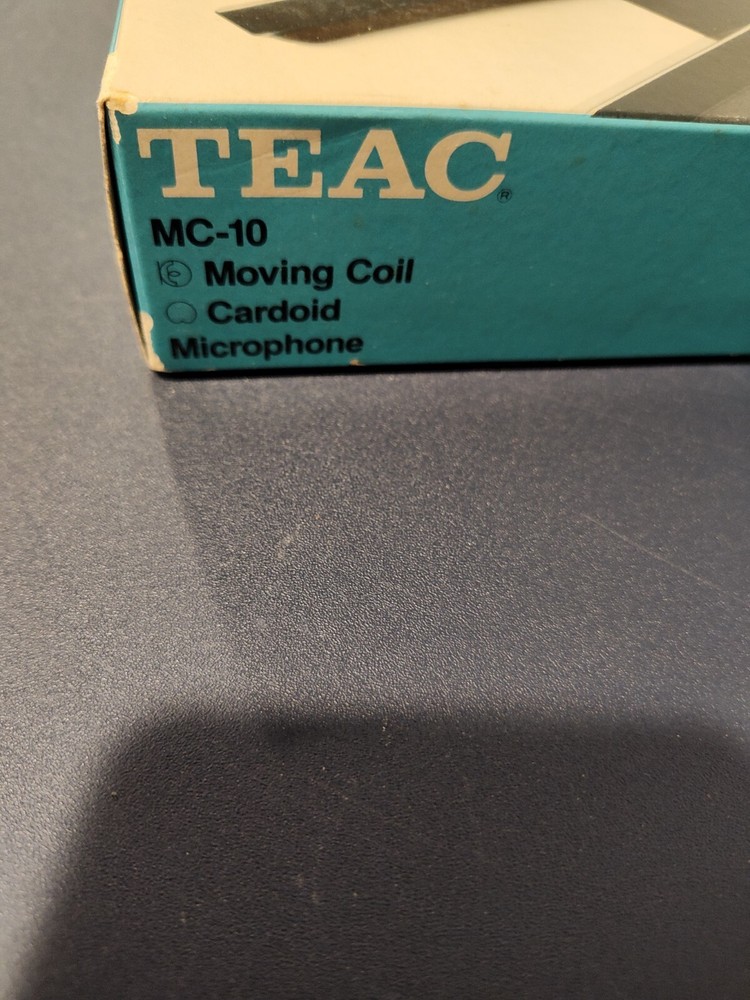 TEAC®
MC-10
Moving Coil
Cardoid
Microphone